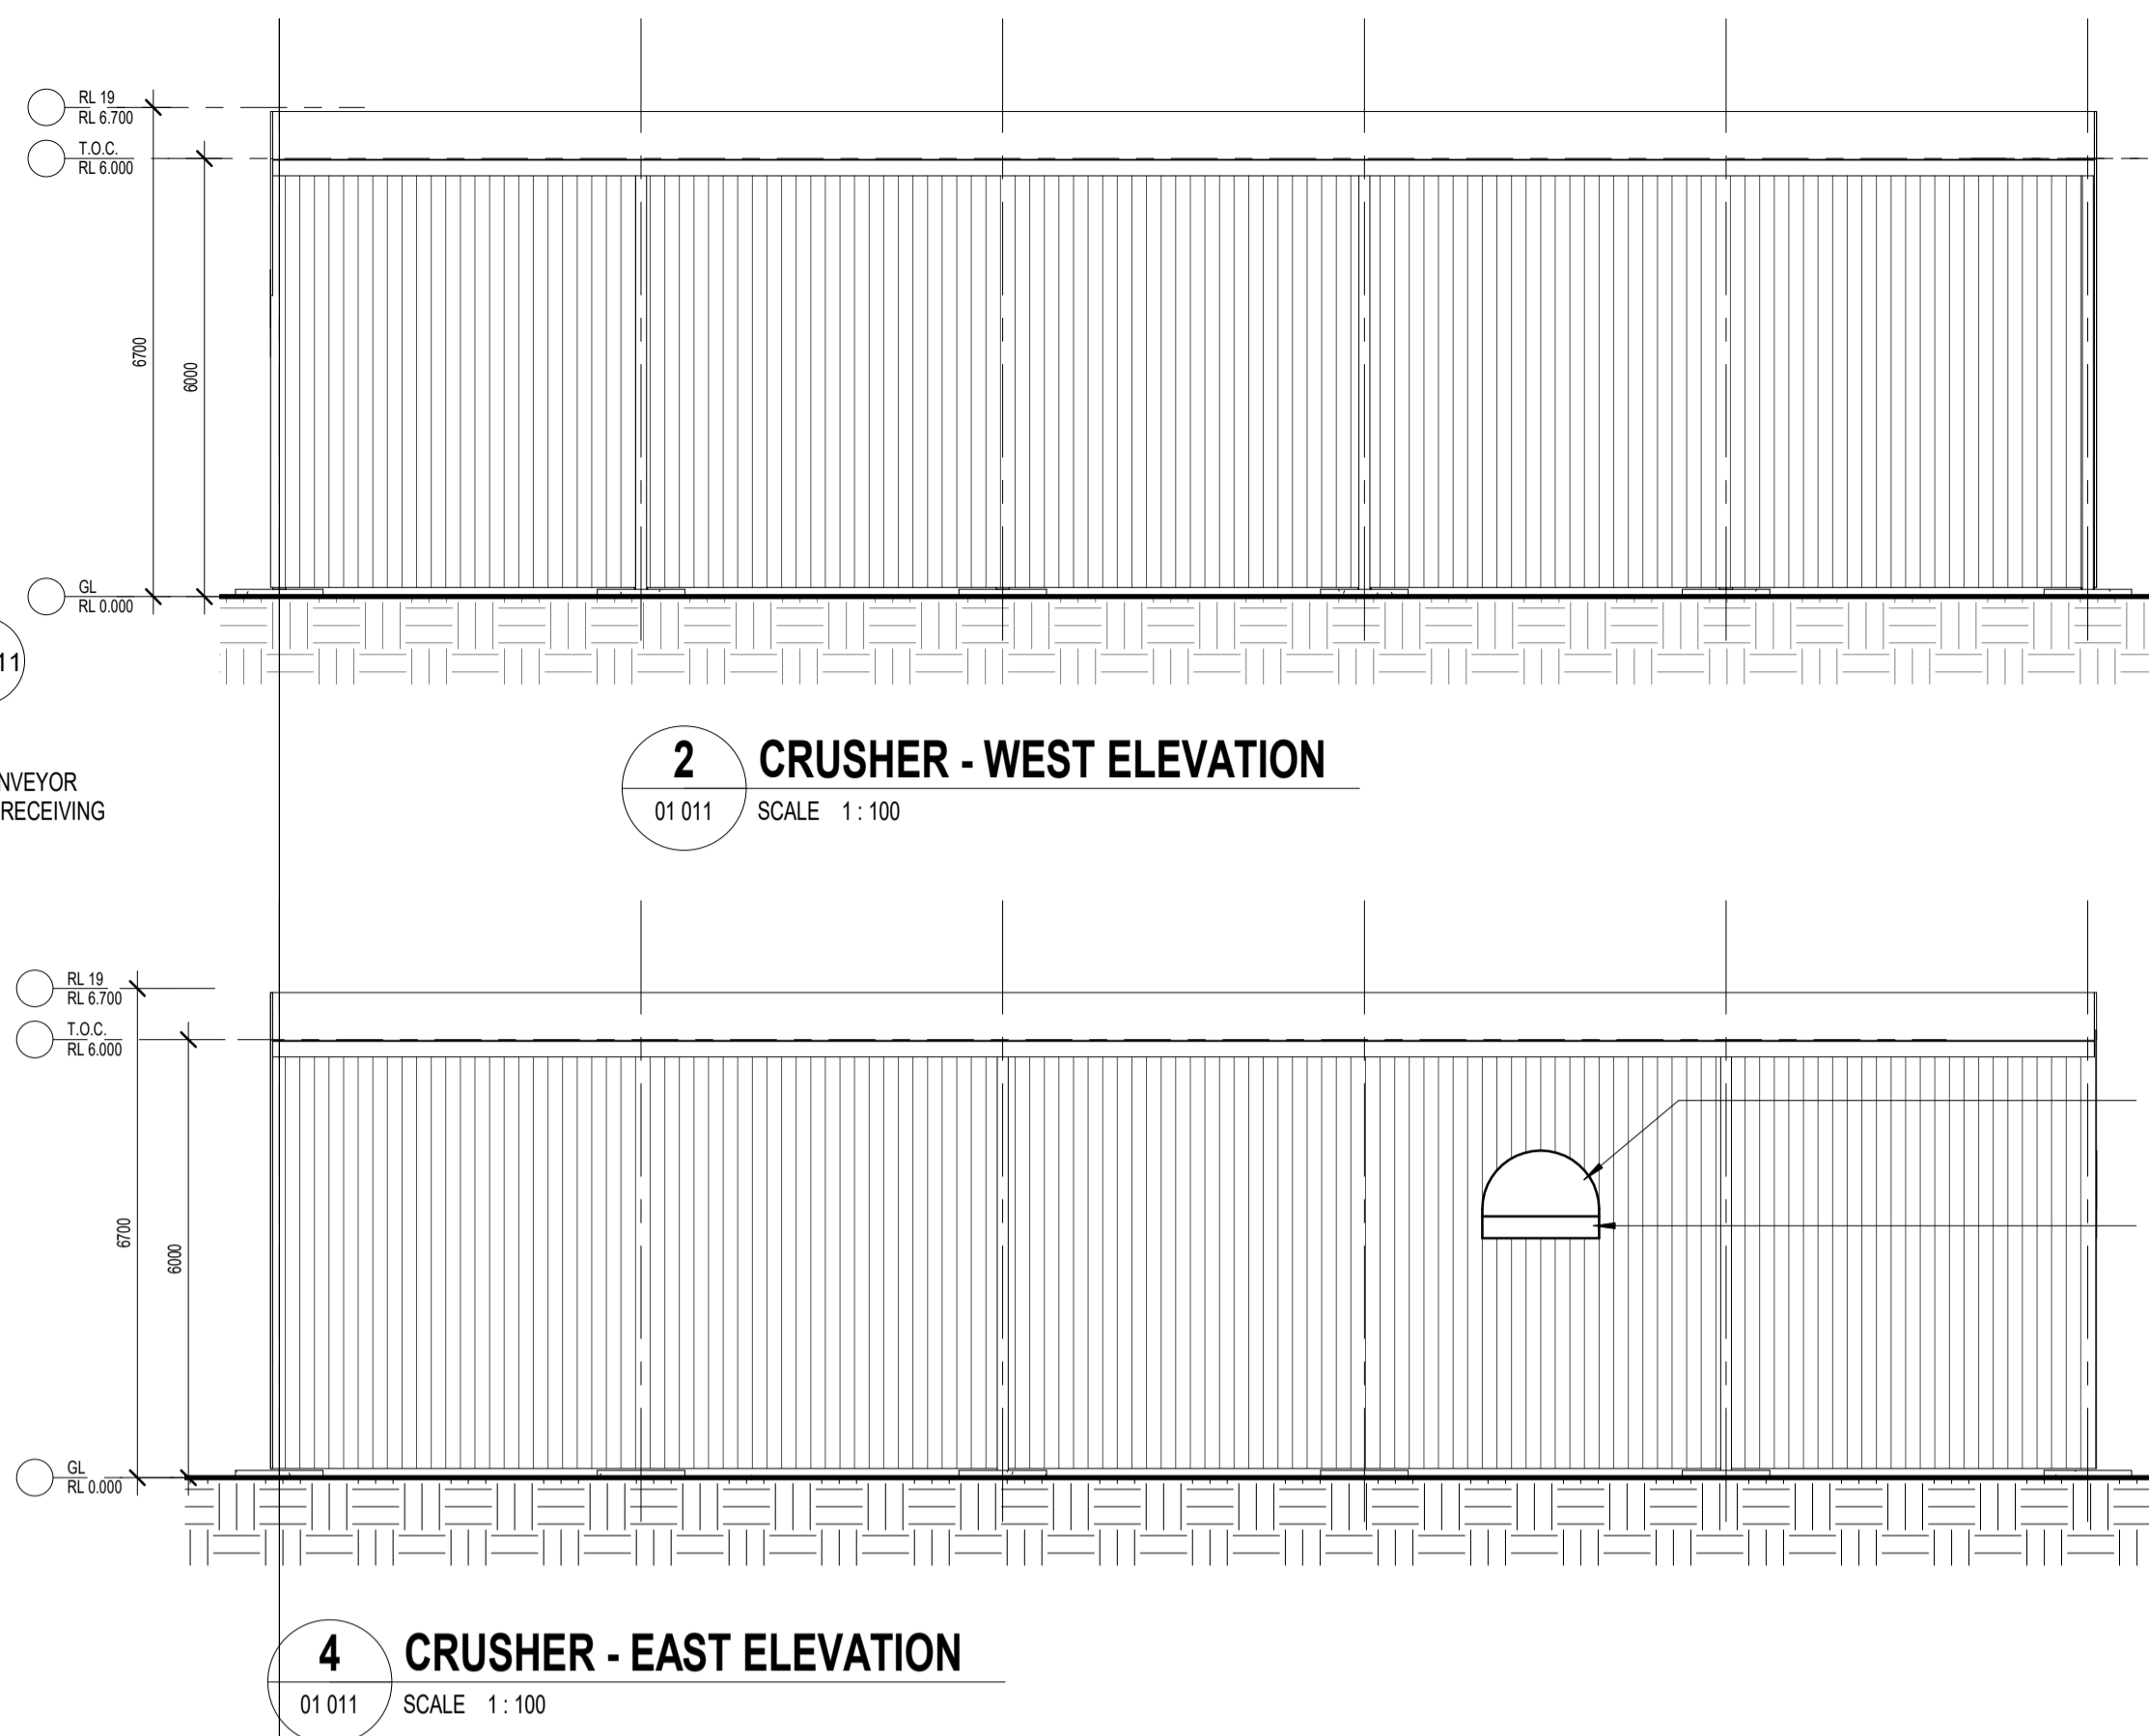 RL 19
RL 6.700
T.O.C.
RL 6.000
6700
6000
GL
RL 0.000
11
NVEYOR
RECEIVING
2
CRUSHER - WEST ELEVATION
01 011
SCALE 1 : 100
RL 19
RL 6.700
T.O.C.
RL 6.000
6700
6000
GL
RL 0.000
4
CRUSHER - EAST ELEVATION
01 011
SCALE 1 : 100